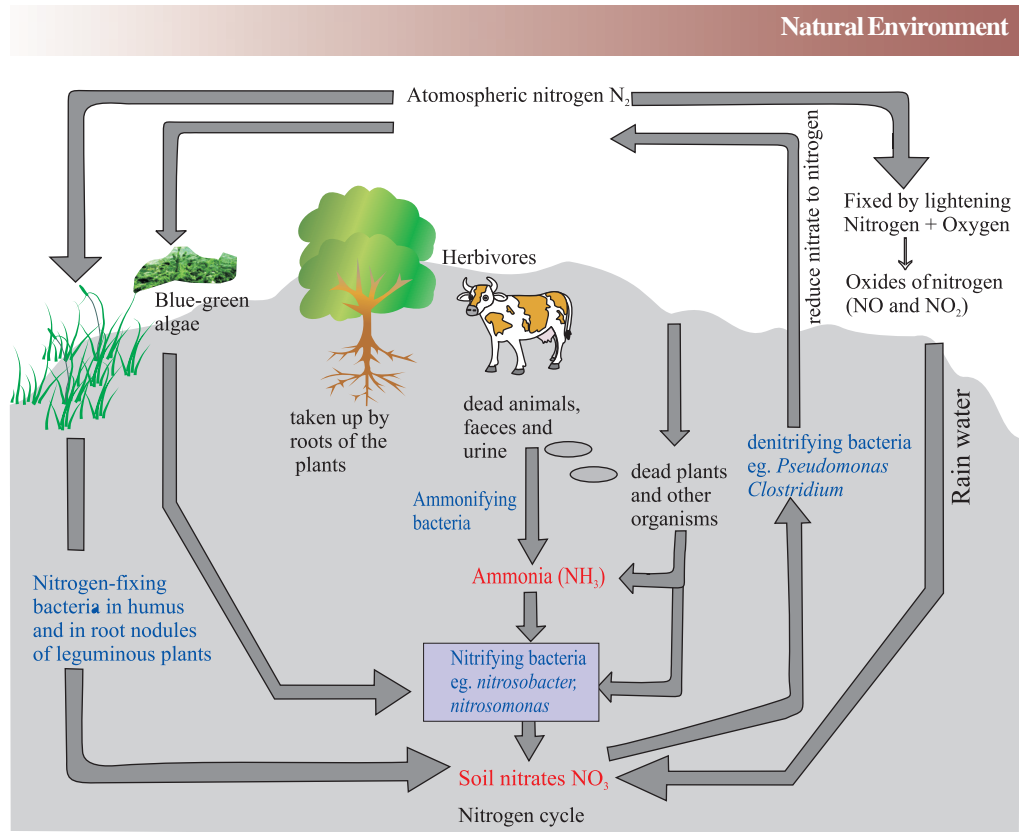 Natural Environment
Atomospheric nitrogen N₂
reduce nitrate to nitrogen
Fixed by lightening
Nitrogen + Oxygen
Oxides of nitrogen
(NO and NO₂)
Herbivores
Blue-green
algae
taken up by
roots of the
plants
dead animals,
faeces and
urine
dead plants
and other
organisms
denitrifying bacteria
eg. Pseudomonas
Clostridium
Rain water
Ammonifying
bacteria
Ammonia (NH₃)
Nitrogen-fixing
bacteria in humus
and in root nodules
of leguminous plants
Nitrifying bacteria
eg. nitrosobacter,
nitrosomonas
Soil nitrates NO₃
Nitrogen cycle